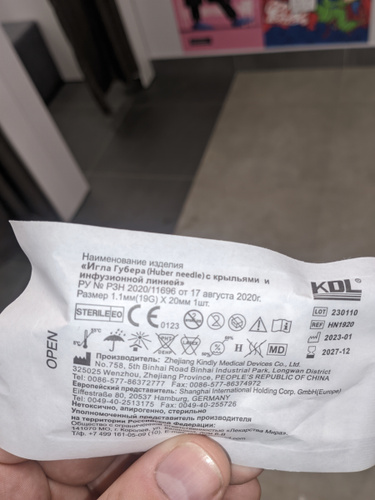 Наименование изделия
«Игла Губера (Huber needle) с крыльями и
инфузионной линией»
РУ № РЗН 2020/11696 от 17 августа 2020г.
Размер 1.1мм(19G) X 20мм 1шт.
KDL
STERILE EO
CE 0123
LOT 230110
REF HN1920
2023-01
2027-12
H
MD
OPEN
Производитель: Zhejiang Kindly Medical Devices Co., Ltd.
No.758, 5th Binhai Road Binhai Industrial Park, Longwan District
325025 Wenzhou, Zhejiang Province, PEOPLE'S REPUBLIC OF CHINA
Tel: 0086-577-86372777 Fax: 0086-577-86374972
Европейский представитель: Shanghai International Holding Corp. GmbH(Europe)
Eiffestraße 80, 20537 Hamburg, GERMANY
Tel: 0049-40-2513175 Fax: 0049-40-255726
Нетоксично, апирогенно, стерильно
Уполномоченный представитель производителя
на территории Российской Федерации: